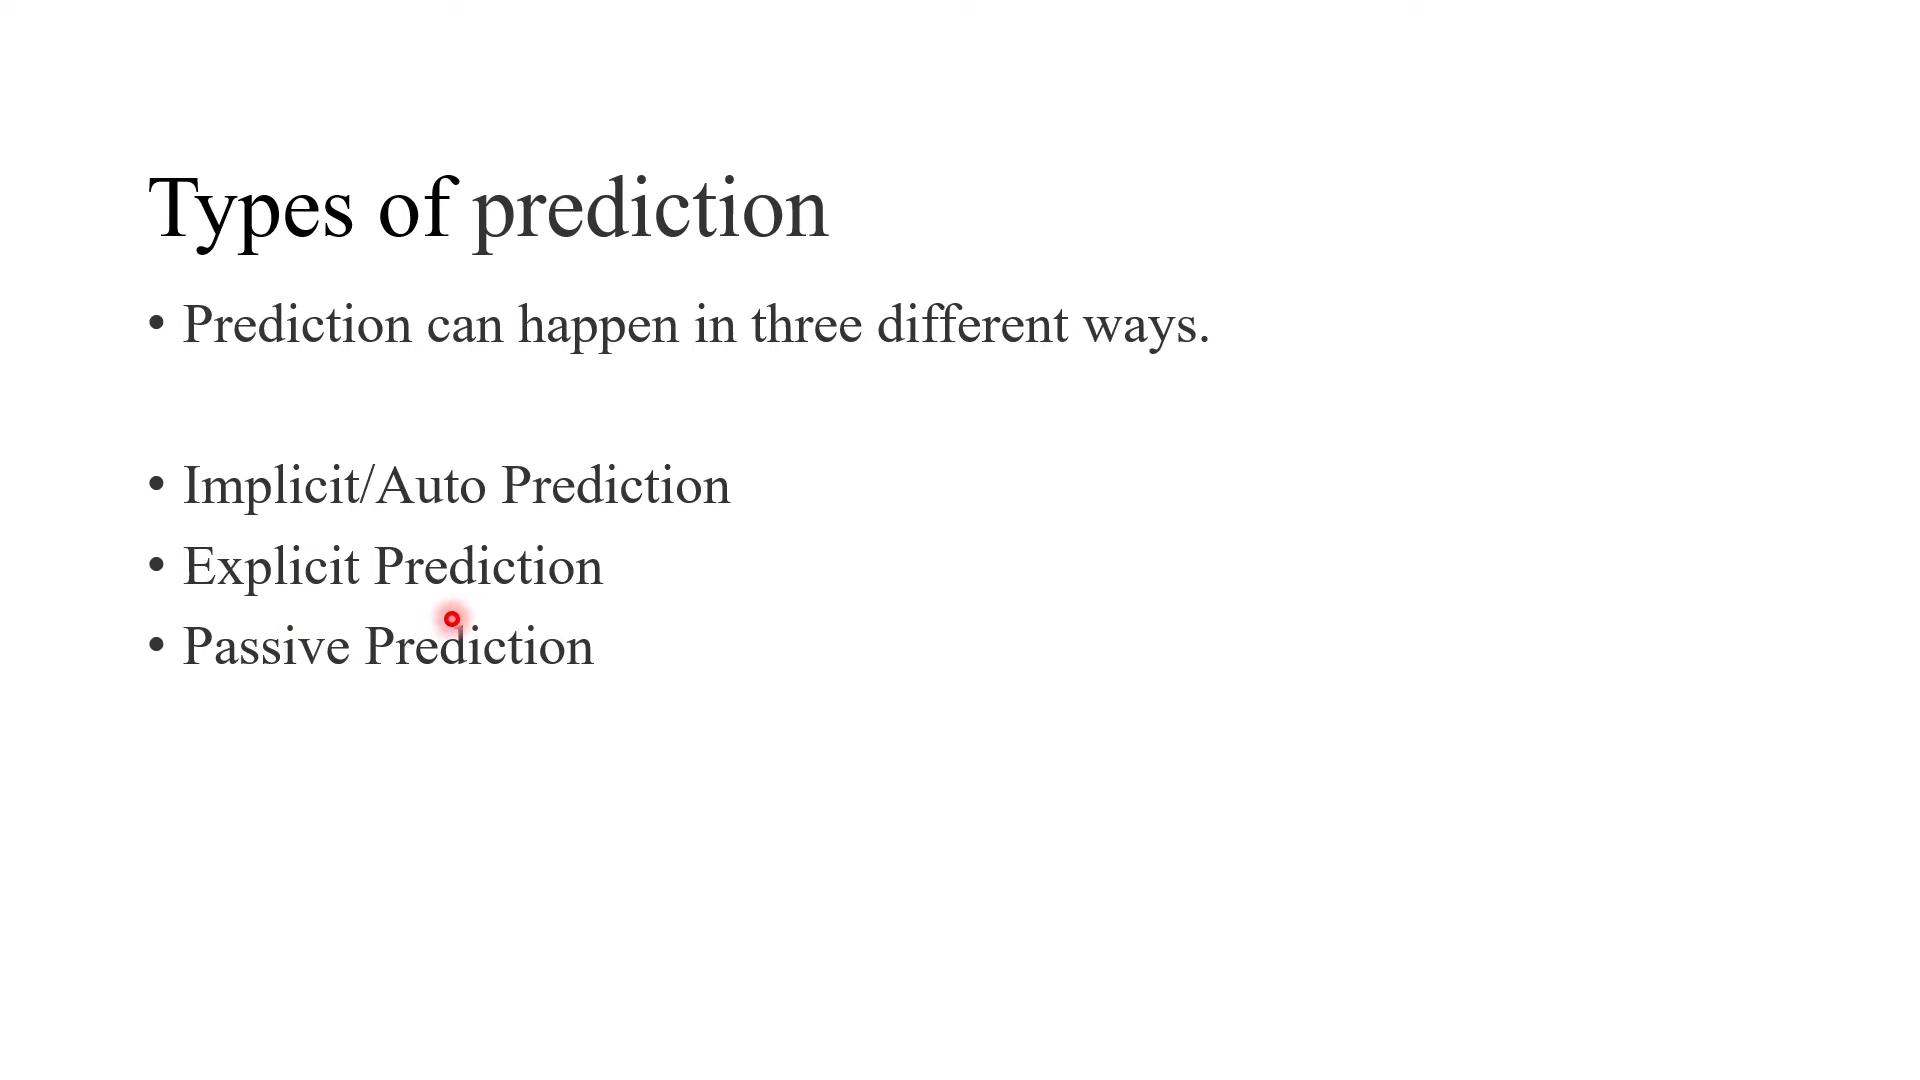 Types of prediction
• Prediction can happen in three different ways.
• Implicit/Auto Prediction
• Explicit Prediction
• Passive Prediction